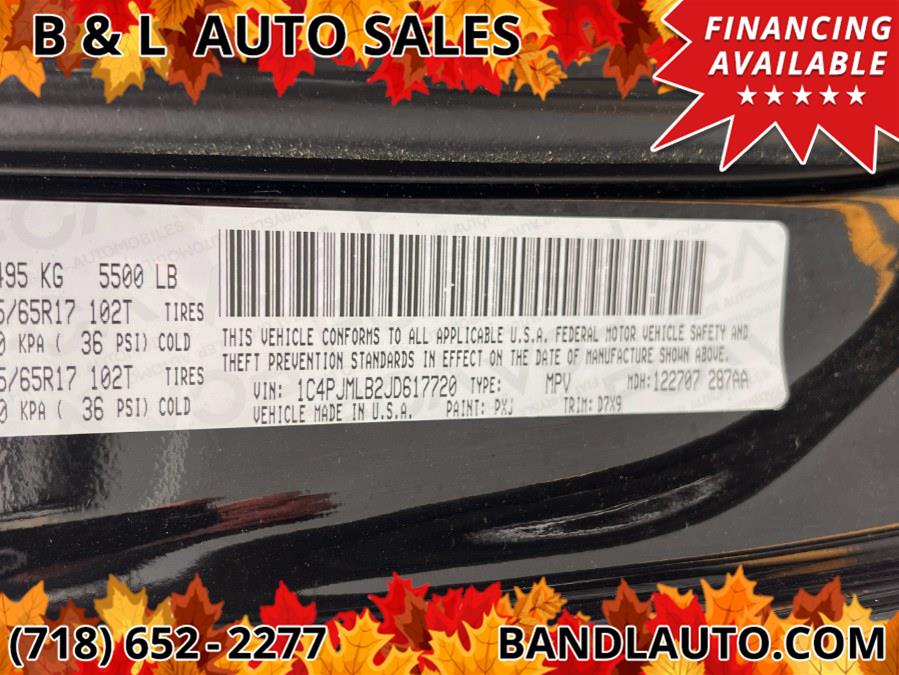 B & L AUTO SALES
FINANCING
AVAILABLE
495 KG 5500 LB
5/65R17 102T TIRES
0 KPA ( 36 PSI) COLD
5/65R17 102T TIRES
0 KPA ( 36 PSI) COLD
THIS VEHICLE CONFORMS TO ALL APPLICABLE U.S.A. FEDERAL MOTOR VEHICLE SAFETY AND
THEFT PREVENTION STANDARDS IN EFFECT ON THE DATE OF MANUFACTURE SHOWN ABOVE.
VIN: 1C4PJMLB2JD617720 TYPE: MPV MDH:122707 287AA
VEHICLE MADE IN U.S.A. PAINT: PXJ TRIM: D7X9
(718) 652-2277
BANDLAUTO.COM